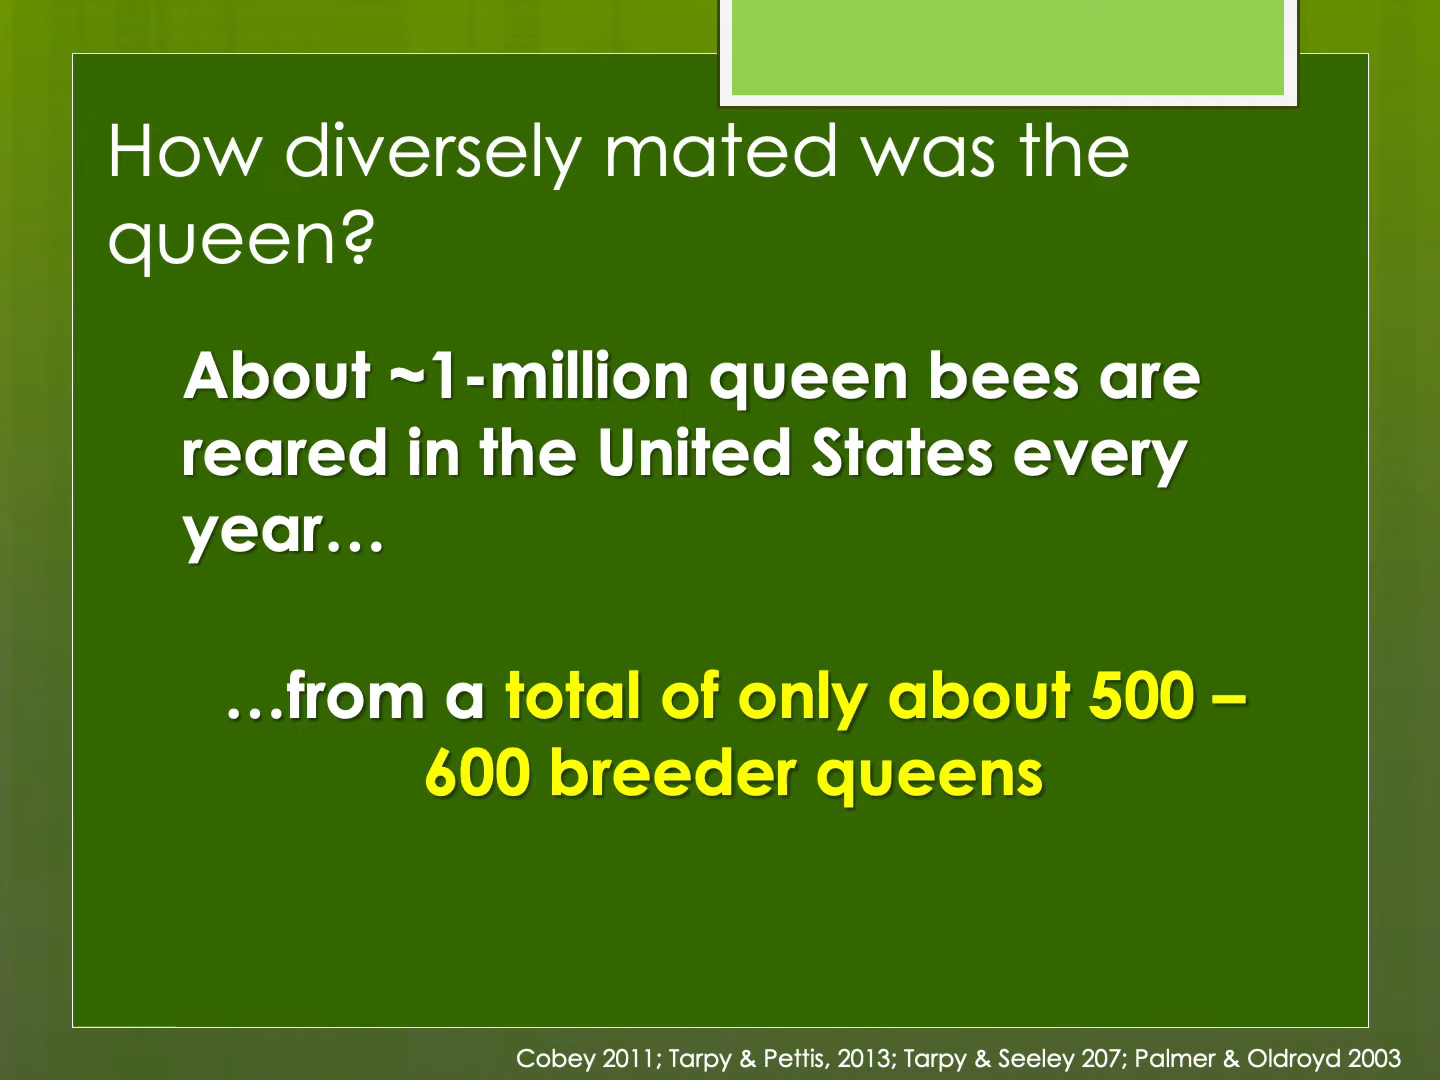 How diversely mated was the
queen?
About ~1-million queen bees are
reared in the United States every
year…
…from a total of only about 500 –
600 breeder queens
Cobey 2011; Tarpy & Pettis, 2013; Tarpy & Seeley 207; Palmer & Oldroyd 2003